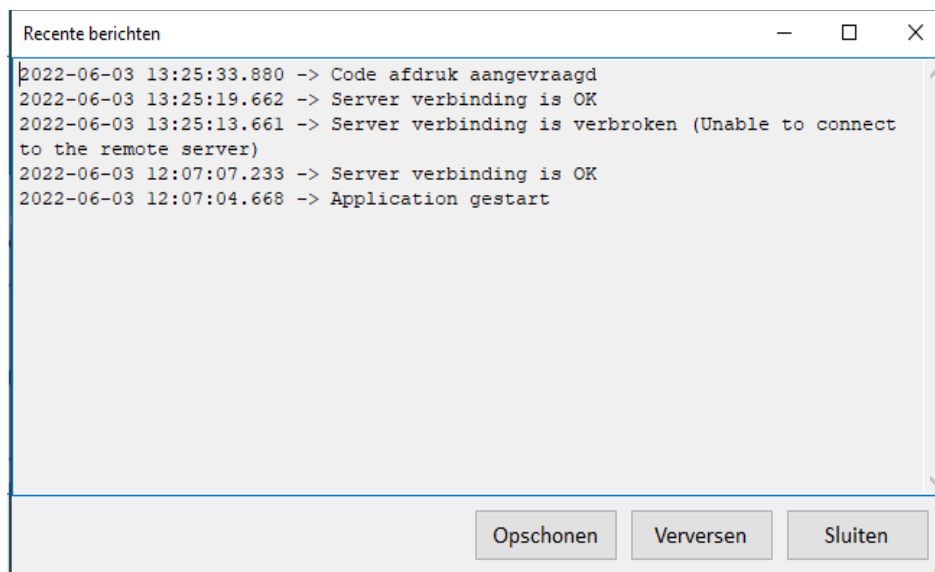 Recente berichten
2022-06-03 13:25:33.880 -> Code afdruk aangevraagd
2022-06-03 13:25:19.662 -> Server verbinding is OK
2022-06-03 13:25:13.661 -> Server verbinding is verbroken (Unable to connect
to the remote server)
2022-06-03 12:07:07.233 -> Server verbinding is OK
2022-06-03 12:07:04.668 -> Application gestart
Opschonen Verversen Sluiten